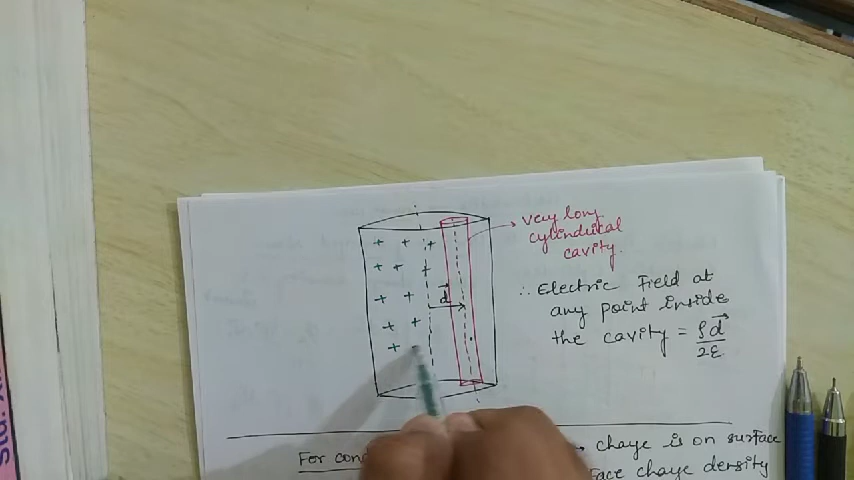 very long
cylindrical
cavity.
∴ Electric Field at
any point inside
the cavity = ρd⃗/2ε
d⃗
For
→ charge is on surface
face charge density
Std.